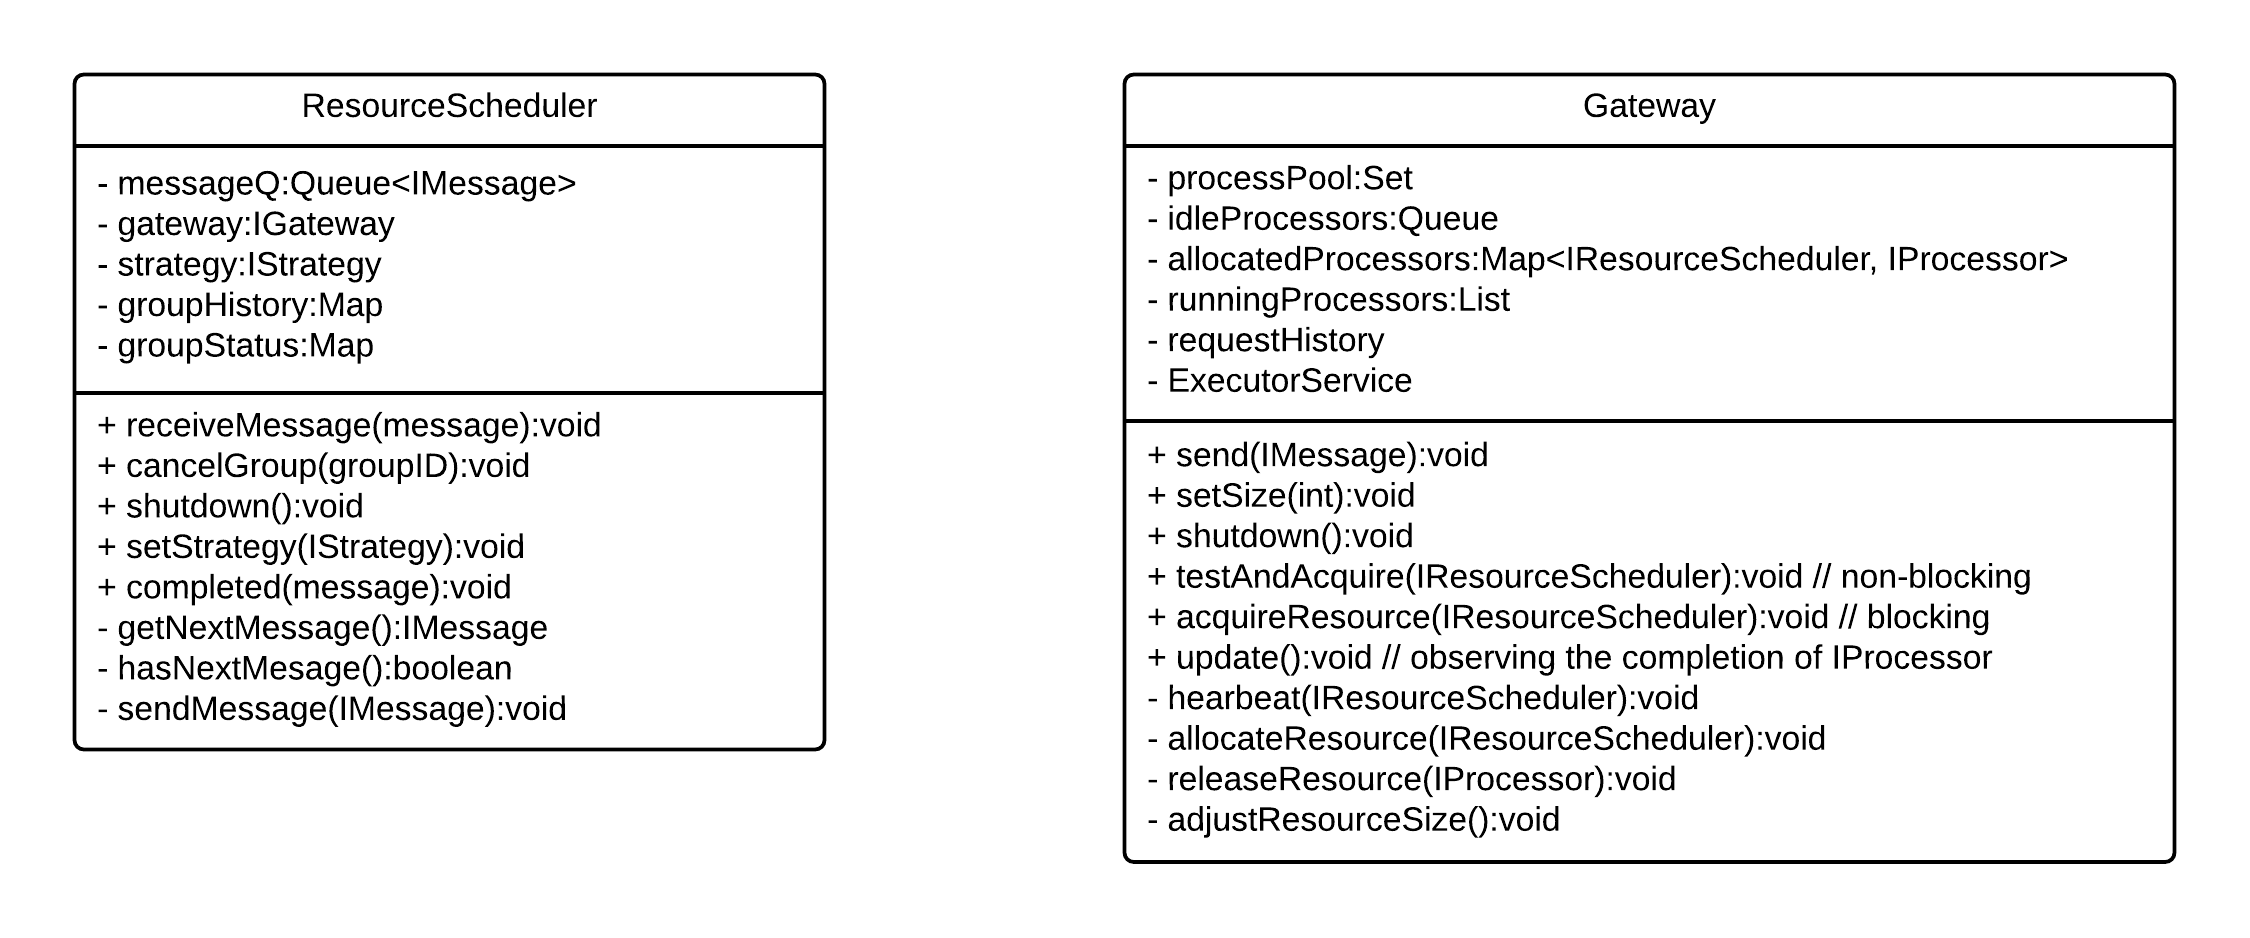 ResourceScheduler
- messageQ:Queue<IMessage>
- gateway:IGateway
- strategy:IStrategy
- groupHistory:Map
- groupStatus:Map
+ receiveMessage(message):void
+ cancelGroup(groupID):void
+ shutdown():void
+ setStrategy(IStrategy):void
+ completed(message):void
- getNextMessage():IMessage
- hasNextMesage():boolean
- sendMessage(IMessage):void
Gateway
- processPool:Set
- idleProcessors:Queue
- allocatedProcessors:Map<IResourceScheduler, IProcessor>
- runningProcessors:List
- requestHistory
- ExecutorService
+ send(IMessage):void
+ setSize(int):void
+ shutdown():void
+ testAndAcquire(IResourceScheduler):void // non-blocking
+ acquireResource(IResourceScheduler):void // blocking
+ update():void // observing the completion of IProcessor
- hearbeat(IResourceScheduler):void
- allocateResource(IResourceScheduler):void
- releaseResource(IProcessor):void
- adjustResourceSize():void